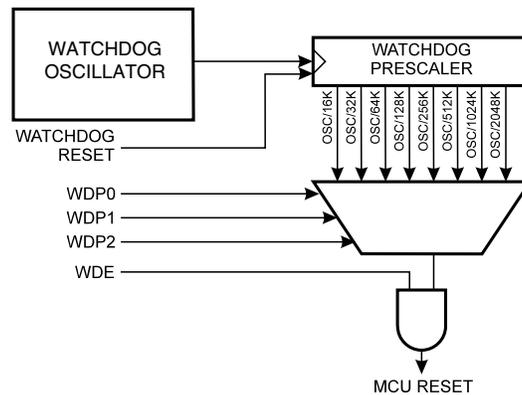 WATCHDOG
OSCILLATOR
WATCHDOG
PRESCALER
OSC/16K
OSC/32K
OSC/64K
OSC/128K
OSC/256K
OSC/512K
OSC/1024K
OSC/2048K
WATCHDOG
RESET
WDP0
WDP1
WDP2
WDE
MCU RESET